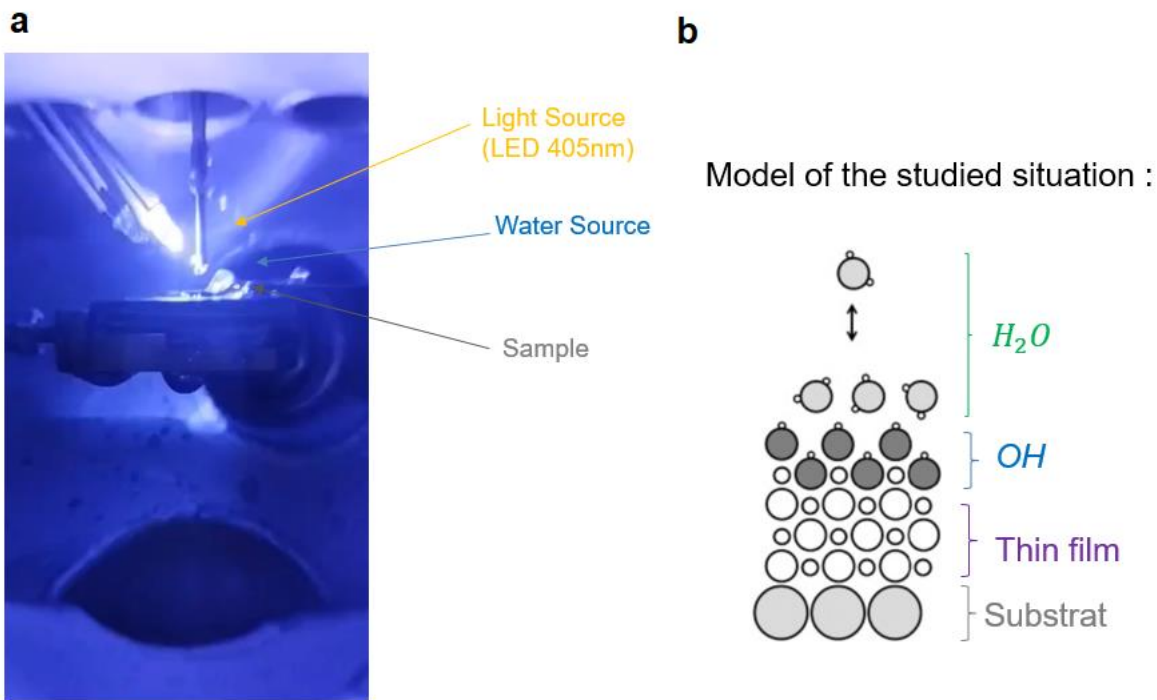 a
Light Source
(LED 405nm)
Water Source
Sample
b
Model of the studied situation :
H₂O
OH
Thin film
Substrat